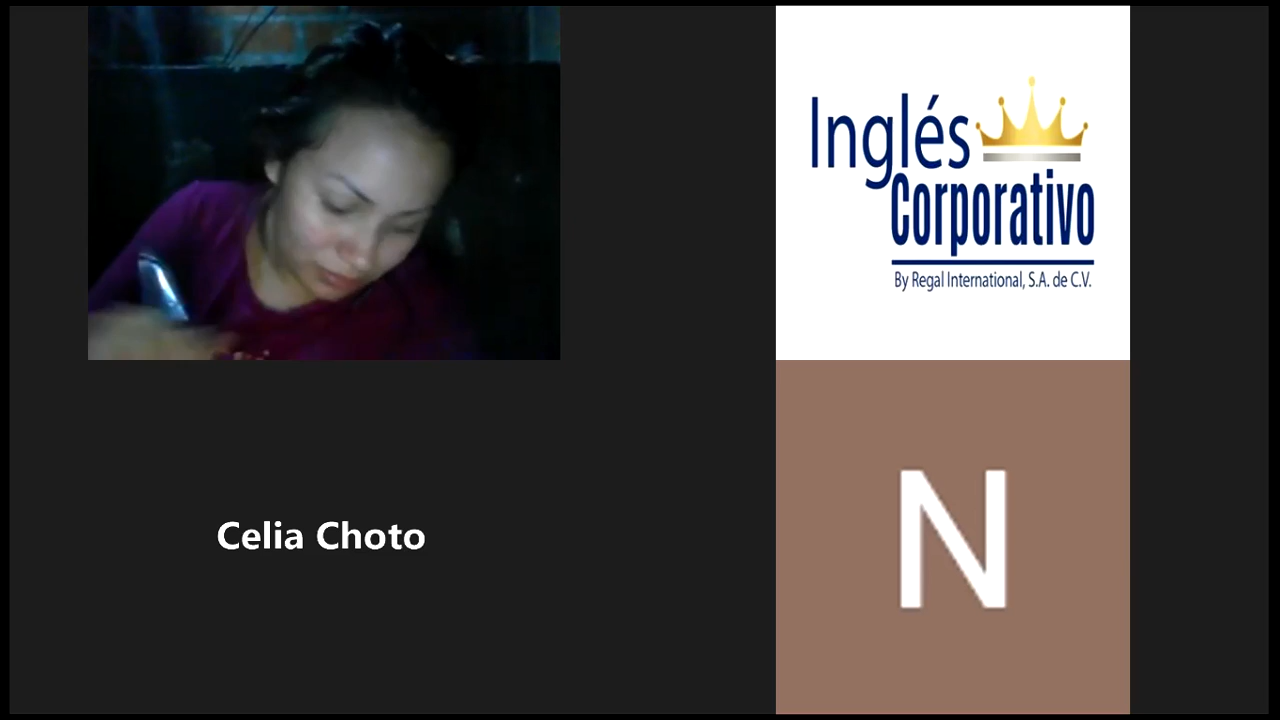 Inglés
Corporativo
By Regal International, S.A. de C.V.
Celia Choto
N